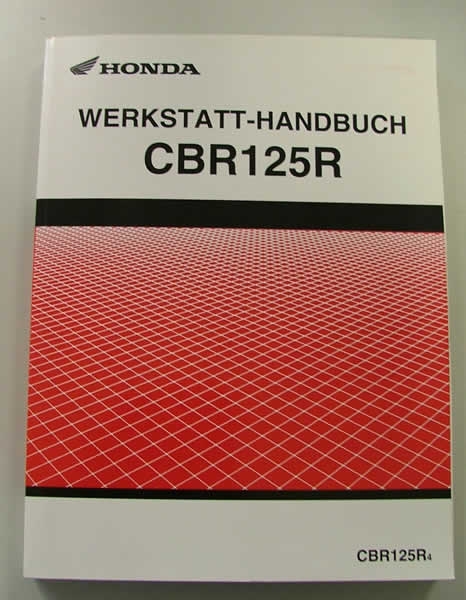 HONDA
WERKSTATT-HANDBUCH
CBR125R
CBR125R4